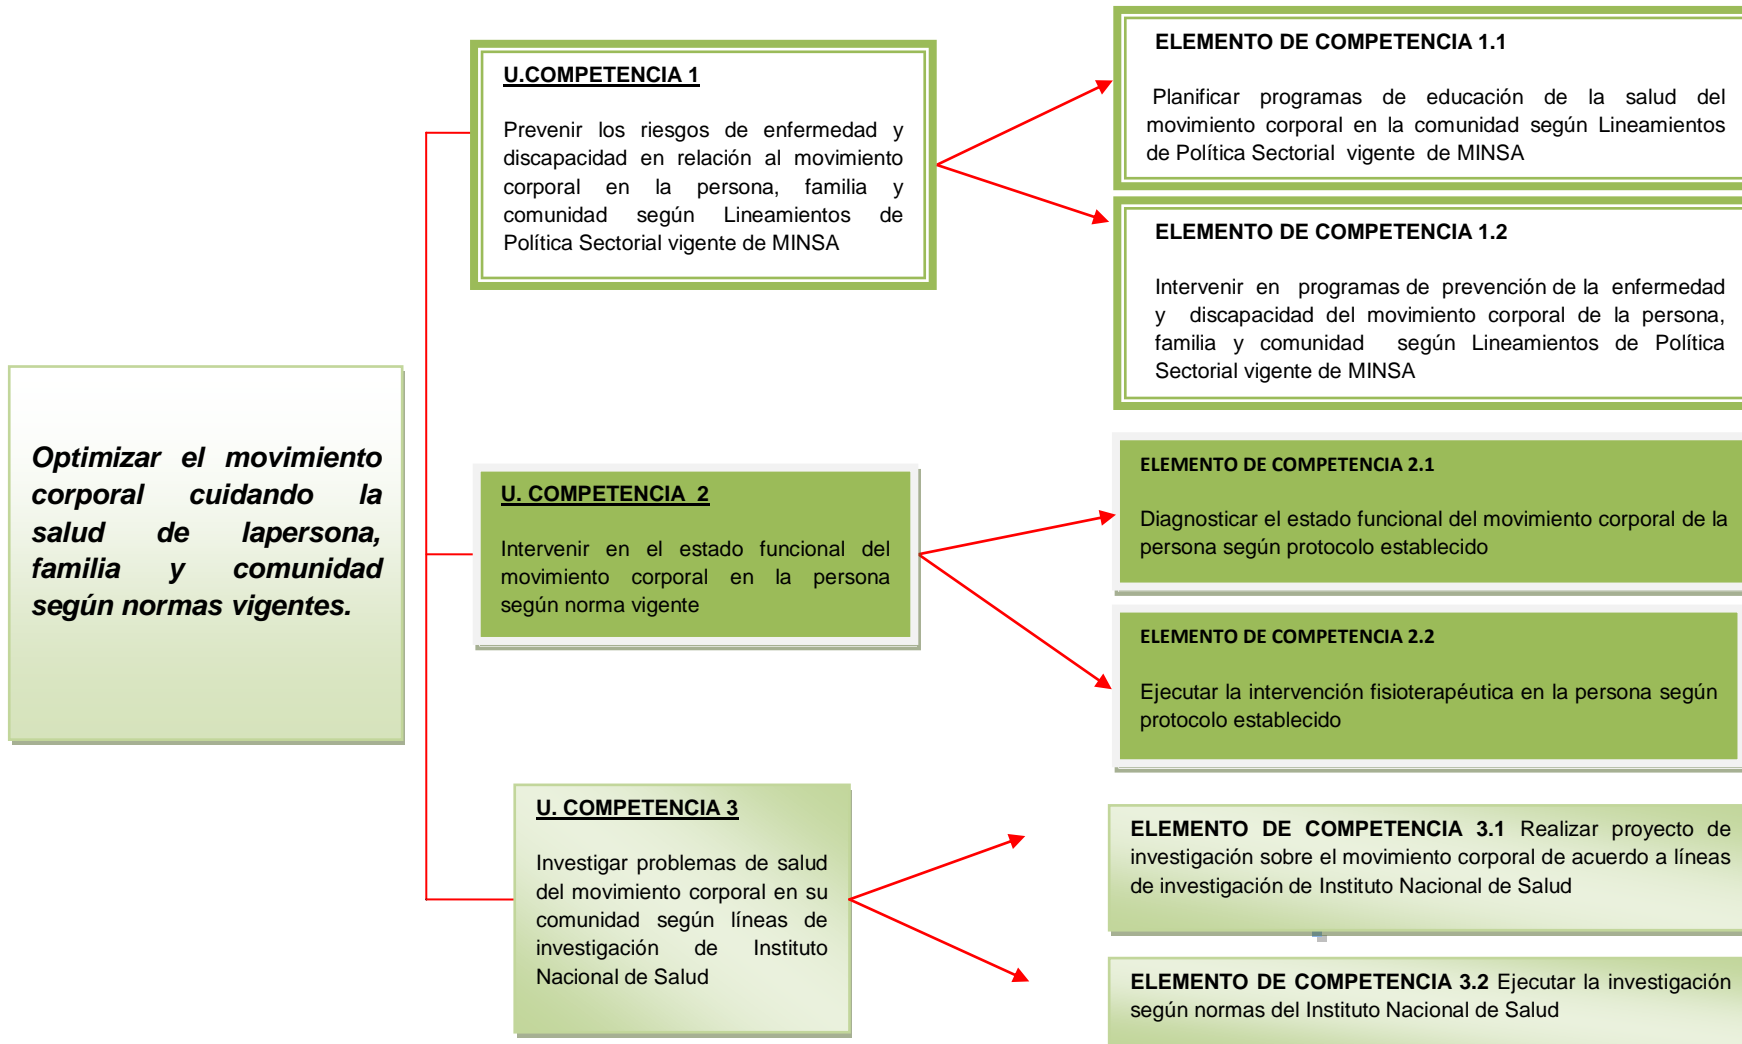 Optimizar el movimiento
corporal cuidando la
salud de lapersona,
familia y comunidad
según normas vigentes.
U.COMPETENCIA 1
Prevenir los riesgos de enfermedad y
discapacidad en relación al movimiento
corporal en la persona, familia y
comunidad según Lineamientos de
Política Sectorial vigente de MINSA
ELEMENTO DE COMPETENCIA 1.1
Planificar programas de educación de la salud del
movimiento corporal en la comunidad según Lineamientos
de Política Sectorial vigente de MINSA
ELEMENTO DE COMPETENCIA 1.2
Intervenir en programas de prevención de la enfermedad
y discapacidad del movimiento corporal de la persona,
familia y comunidad según Lineamientos de Política
Sectorial vigente de MINSA
U. COMPETENCIA 2
Intervenir en el estado funcional del
movimiento corporal en la persona
según norma vigente
ELEMENTO DE COMPETENCIA 2.1
Diagnosticar el estado funcional del movimiento corporal de la
persona según protocolo establecido
ELEMENTO DE COMPETENCIA 2.2
Ejecutar la intervención fisioterapéutica en la persona según
protocolo establecido
U. COMPETENCIA 3
Investigar problemas de salud
del movimiento corporal en su
comunidad según líneas de
investigación de Instituto
Nacional de Salud
ELEMENTO DE COMPETENCIA 3.1 Realizar proyecto de
investigación sobre el movimiento corporal de acuerdo a líneas
de investigación de Instituto Nacional de Salud
ELEMENTO DE COMPETENCIA 3.2 Ejecutar la investigación
según normas del Instituto Nacional de Salud